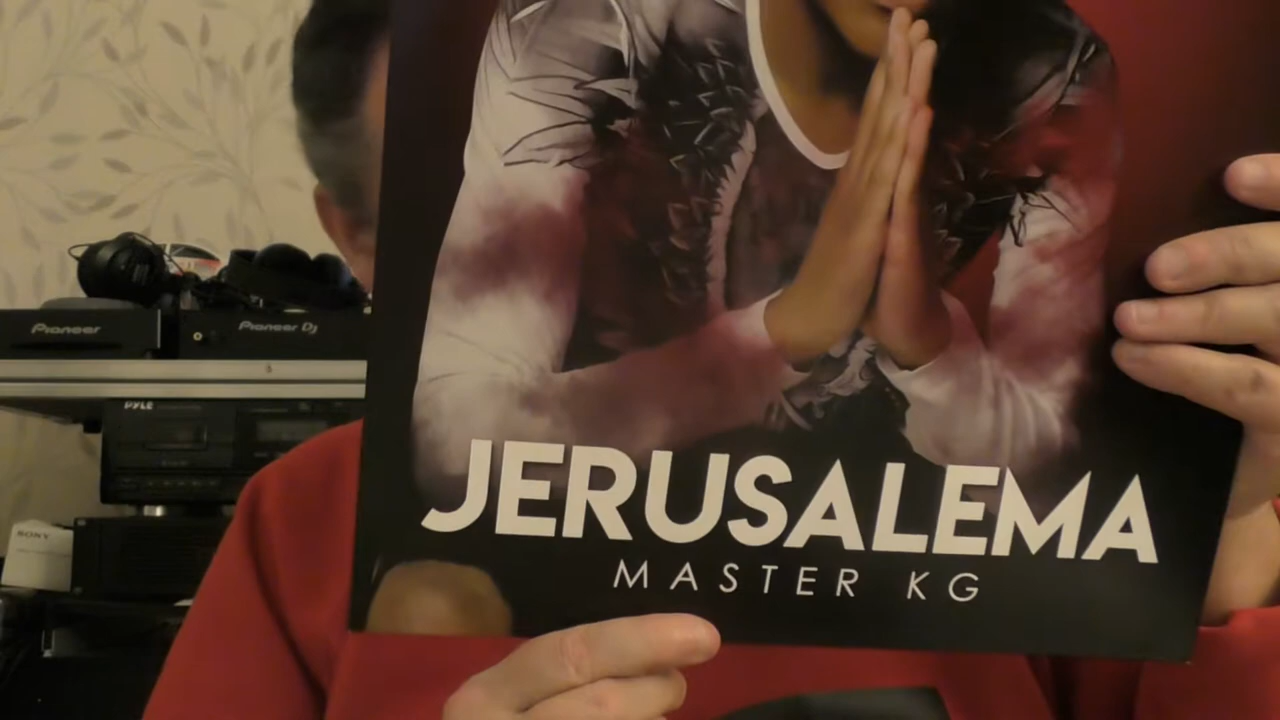 Pioneer
Pioneer Dj
PYLE
SONY
JERUSALEMA
MASTER KG